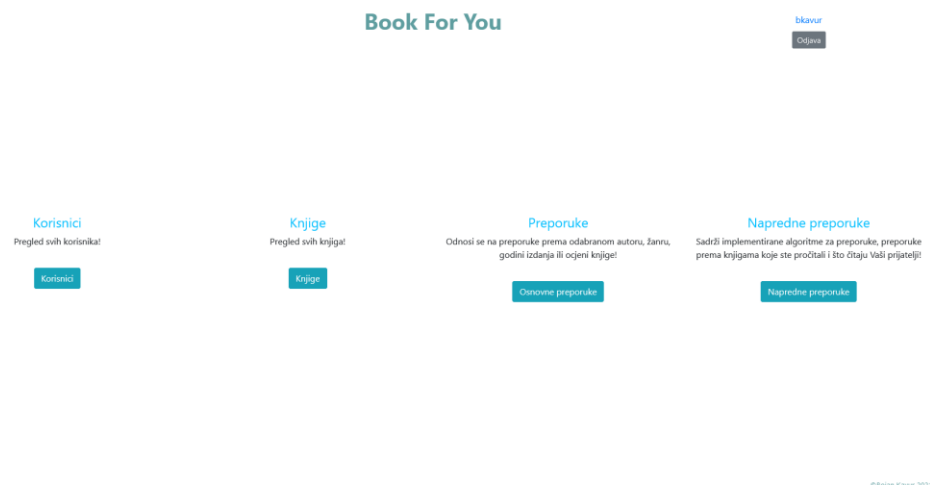 Book For You
bkavur
Odjava
Korisnici
Pregled svih korisnika!
Korisnici
Knjige
Pregled svih knjiga!
Knjige
Preporuke
Odnosi se na preporuke prema odabranom autoru, žanru,
godini izdanja ili ocjeni knjige!
Osnovne preporuke
Napredne preporuke
Sadrži implementirane algoritme za preporuke, preporuke
prema knjigama koje ste pročitali i što čitaju Vaši prijatelji!
Napredne preporuke